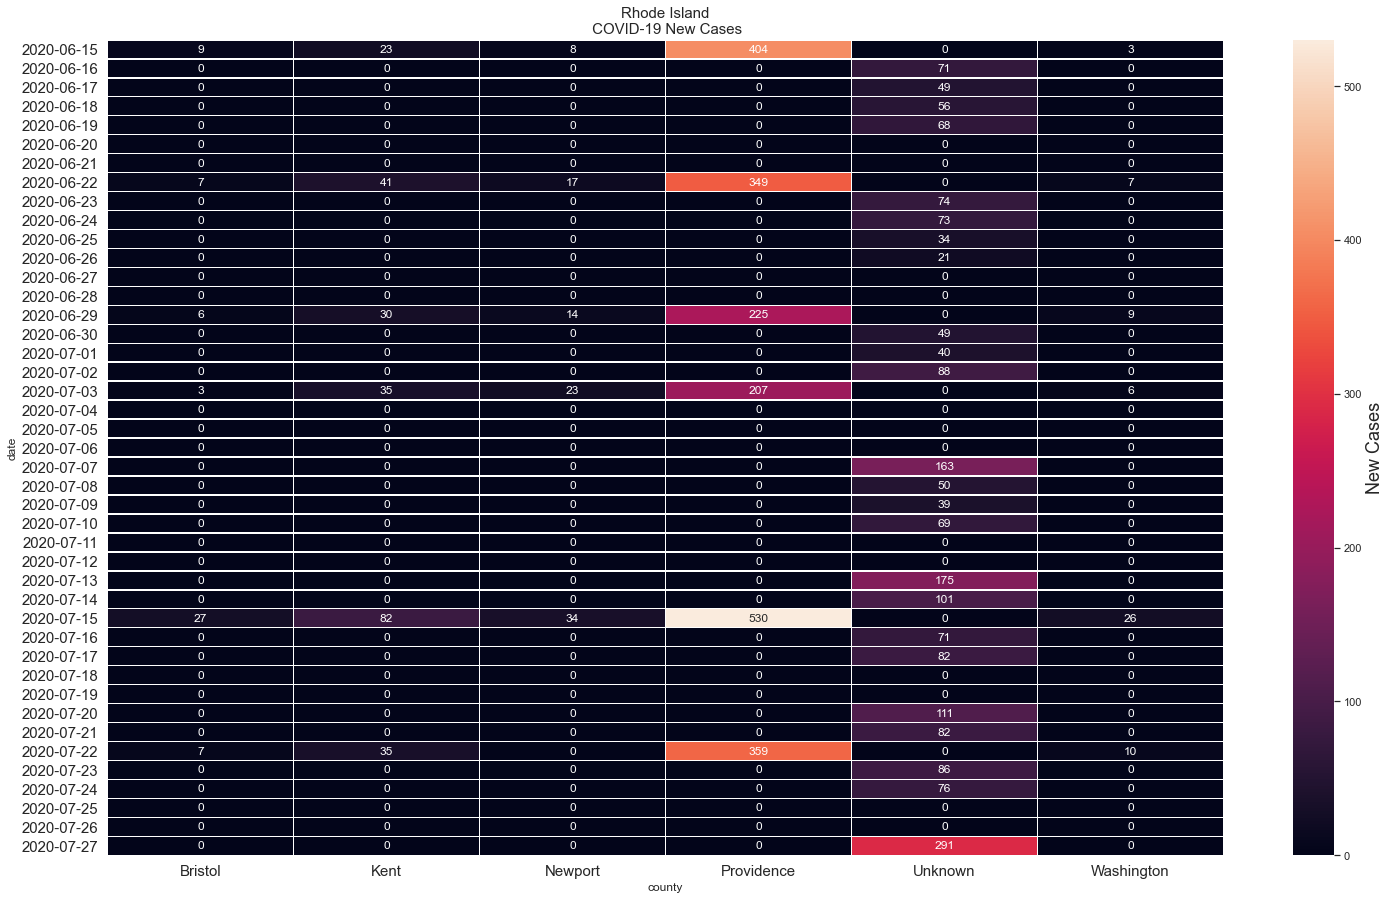 Rhode Island
COVID-19 New Cases
2020-06-15 9 23 8 404 0 3
2020-06-16 0 0 0 0 71 0
2020-06-17 0 0 0 0 49 0
2020-06-18 0 0 0 0 56 0
2020-06-19 0 0 0 0 68 0
2020-06-20 0 0 0 0 0 0
2020-06-21 0 0 0 0 0 0
2020-06-22 7 41 17 349 0 7
2020-06-23 0 0 0 0 74 0
2020-06-24 0 0 0 0 73 0
2020-06-25 0 0 0 0 34 0
2020-06-26 0 0 0 0 21 0
2020-06-27 0 0 0 0 0 0
2020-06-28 0 0 0 0 0 0
2020-06-29 6 30 14 225 0 9
2020-06-30 0 0 0 0 49 0
2020-07-01 0 0 0 0 40 0
2020-07-02 0 0 0 0 88 0
2020-07-03 3 35 23 207 0 6
2020-07-04 0 0 0 0 0 0
2020-07-05 0 0 0 0 0 0
2020-07-06 0 0 0 0 0 0
2020-07-07 0 0 0 0 163 0
2020-07-08 0 0 0 0 50 0
2020-07-09 0 0 0 0 39 0
2020-07-10 0 0 0 0 69 0
2020-07-11 0 0 0 0 0 0
2020-07-12 0 0 0 0 0 0
2020-07-13 0 0 0 0 175 0
2020-07-14 0 0 0 0 101 0
2020-07-15 27 82 34 530 0 26
2020-07-16 0 0 0 0 71 0
2020-07-17 0 0 0 0 82 0
2020-07-18 0 0 0 0 0 0
2020-07-19 0 0 0 0 0 0
2020-07-20 0 0 0 0 111 0
2020-07-21 0 0 0 0 82 0
2020-07-22 7 35 0 359 0 10
2020-07-23 0 0 0 0 86 0
2020-07-24 0 0 0 0 76 0
2020-07-25 0 0 0 0 0 0
2020-07-26 0 0 0 0 0 0
2020-07-27 0 0 0 0 291 0
Bristol Kent Newport Providence Unknown Washington
county
date
500
400
300
200
100
0
New Cases